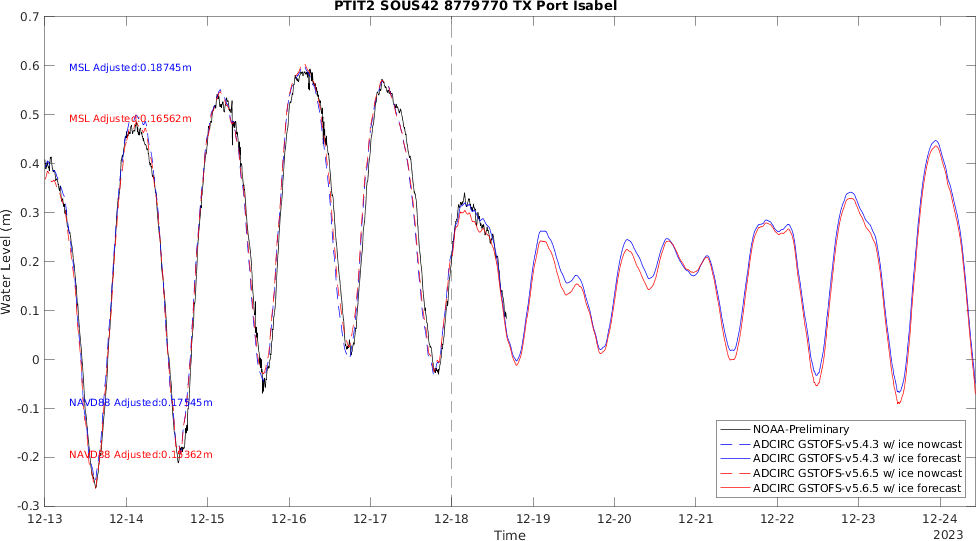 PTIT2 SOUS42 8779770 TX Port Isabel
0.7
0.6
0.5
0.4
0.3
0.2
0.1
0
-0.1
-0.2
-0.3
Water Level (m)
MSL Adjusted:0.18745m
MSL Adjusted:0.16562m
NAVD88 Adjusted:0.17545m
NAVD88 Adjusted:0.15362m
NOAA-Preliminary
ADCIRC GSTOFS-v5.4.3 w/ ice nowcast
ADCIRC GSTOFS-v5.4.3 w/ ice forecast
ADCIRC GSTOFS-v5.6.5 w/ ice nowcast
ADCIRC GSTOFS-v5.6.5 w/ ice forecast
12-13 12-14 12-15 12-16 12-17 12-18 12-19 12-20 12-21 12-22 12-23 12-24
Time
2023